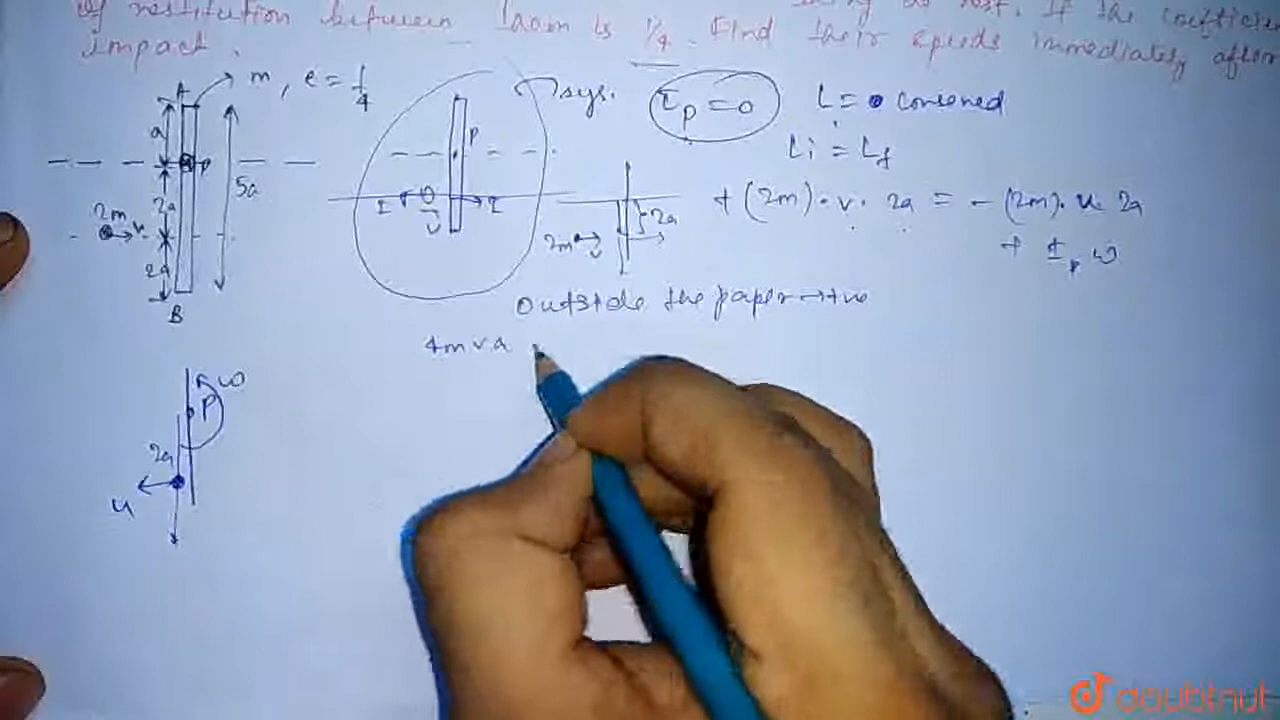 of restitution between them is 1/4. Find their speeds immediately after
impact.
m, e = 1/4
A
a
P
5a
2a
2m
v
2a
B
sys.
P
I
I
v
τp = 0
L = conserved
Li = Lf
2a
2m
v
+ (2m). v. 2a = - (2m). u. 2a
+ Ip ω
Outside the paper → +ve
4mva
ω
P
2a
u
doubtnut